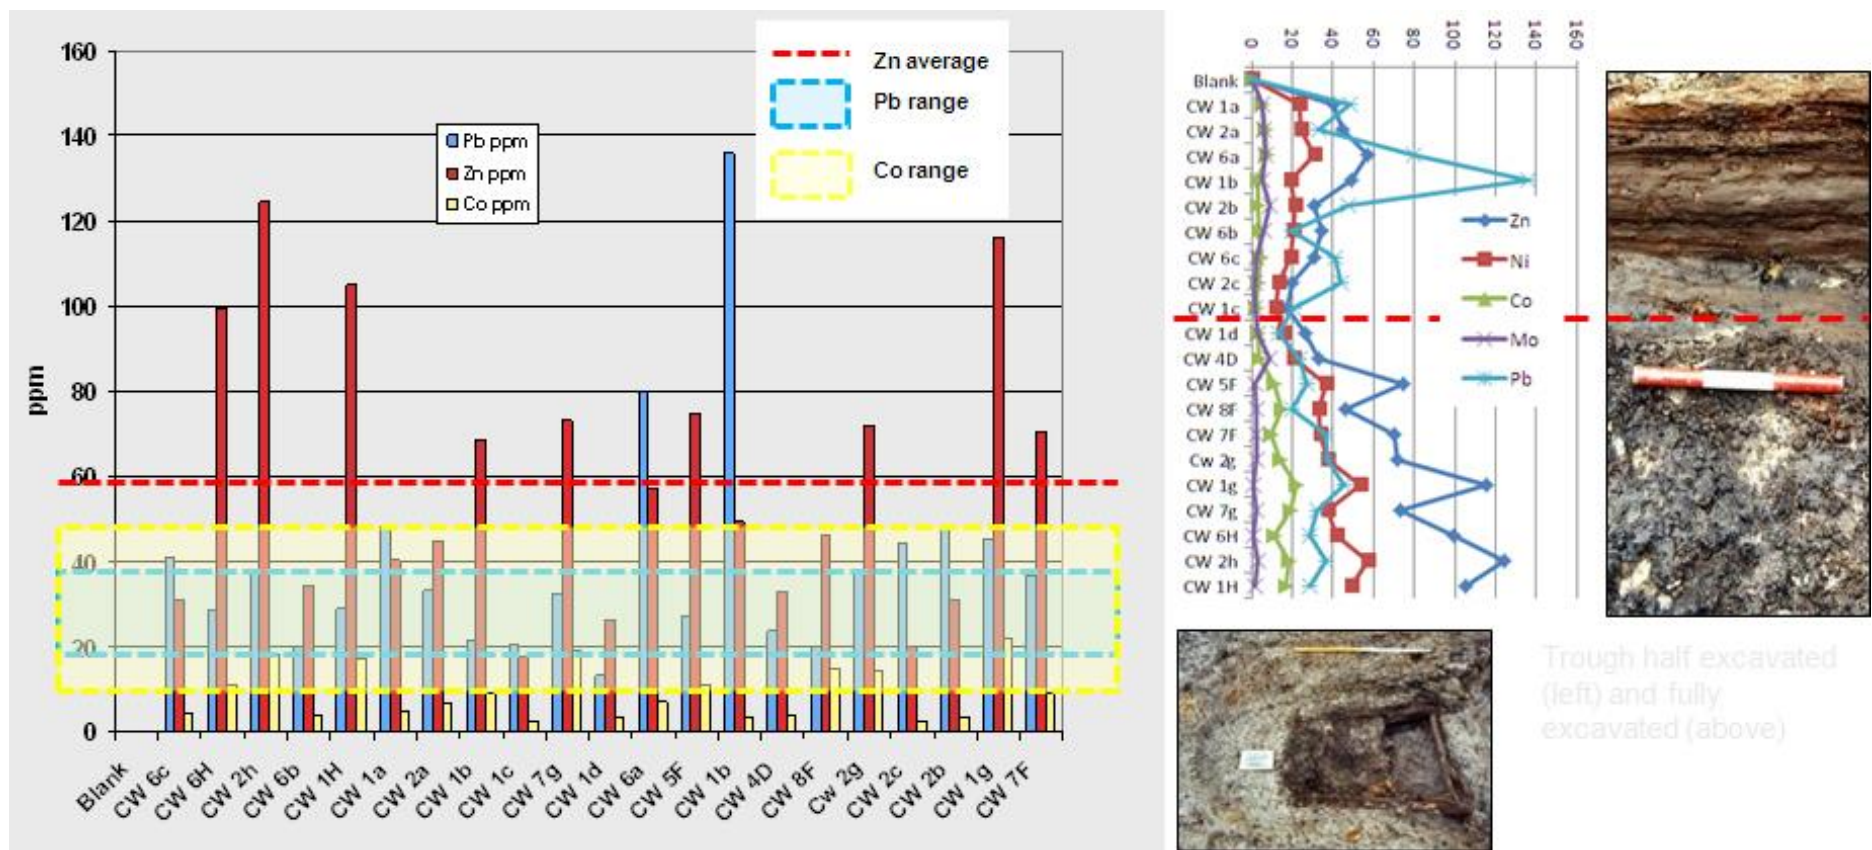 160
140
120
100
80
60
40
20
0
ppm
Pb ppm
Zn ppm
Co ppm
Zn average
Pb range
Co range
Blank
CW 6c
CW 6H
CW 2h
CW 6b
CW 1H
CW 1a
CW 2a
CW 1b
CW 1c
CW 7g
CW 1d
CW 6a
CW 5F
CW 1b
CW 4D
CW 8F
Cw 2g
CW 2c
CW 2b
CW 1g
CW 7F
0 20 40 60 80 100 120 140 160
Blank
CW 1a
CW 2a
CW 6a
CW 1b
CW 2b
CW 6b
CW 6c
CW 2c
CW 1c
CW 1d
CW 4D
CW 5F
CW 8F
CW 7F
Cw 2g
CW 1g
CW 7g
CW 6H
CW 2h
CW 1H
Zn
Ni
Co
Mo
Pb
Trough half excavated
(left) and fully
excavated (above)